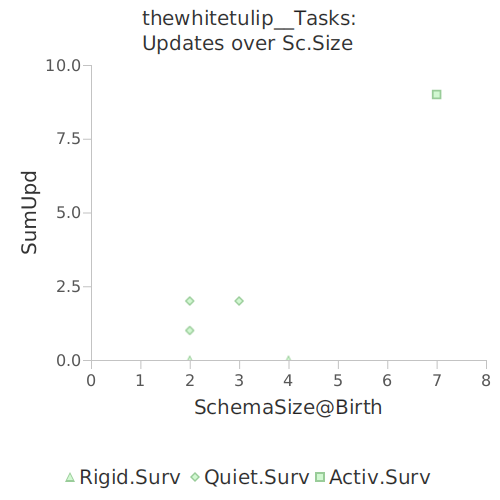 thewhitetulip__Tasks:
Updates over Sc.Size
10.0
7.5
5.0
2.5
0.0
SumUpd
0 1 2 3 4 5 6 7 8
SchemaSize@Birth
Rigid.Surv Quiet.Surv Activ.Surv